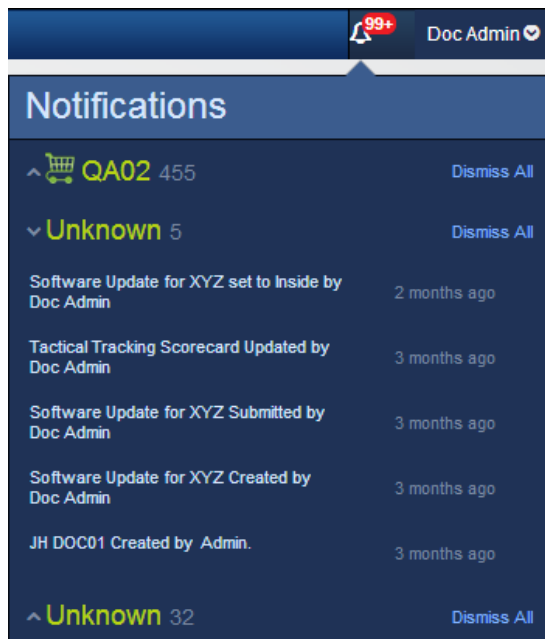 99+
Doc Admin
Notifications
QA02 455
Dismiss All
Unknown 5
Dismiss All
Software Update for XYZ set to Inside by
Doc Admin
2 months ago
Tactical Tracking Scorecard Updated by
Doc Admin
3 months ago
Software Update for XYZ Submitted by
Doc Admin
3 months ago
Software Update for XYZ Created by
Doc Admin
3 months ago
JH DOC01 Created by Admin.
3 months ago
Unknown 32
Dismiss All